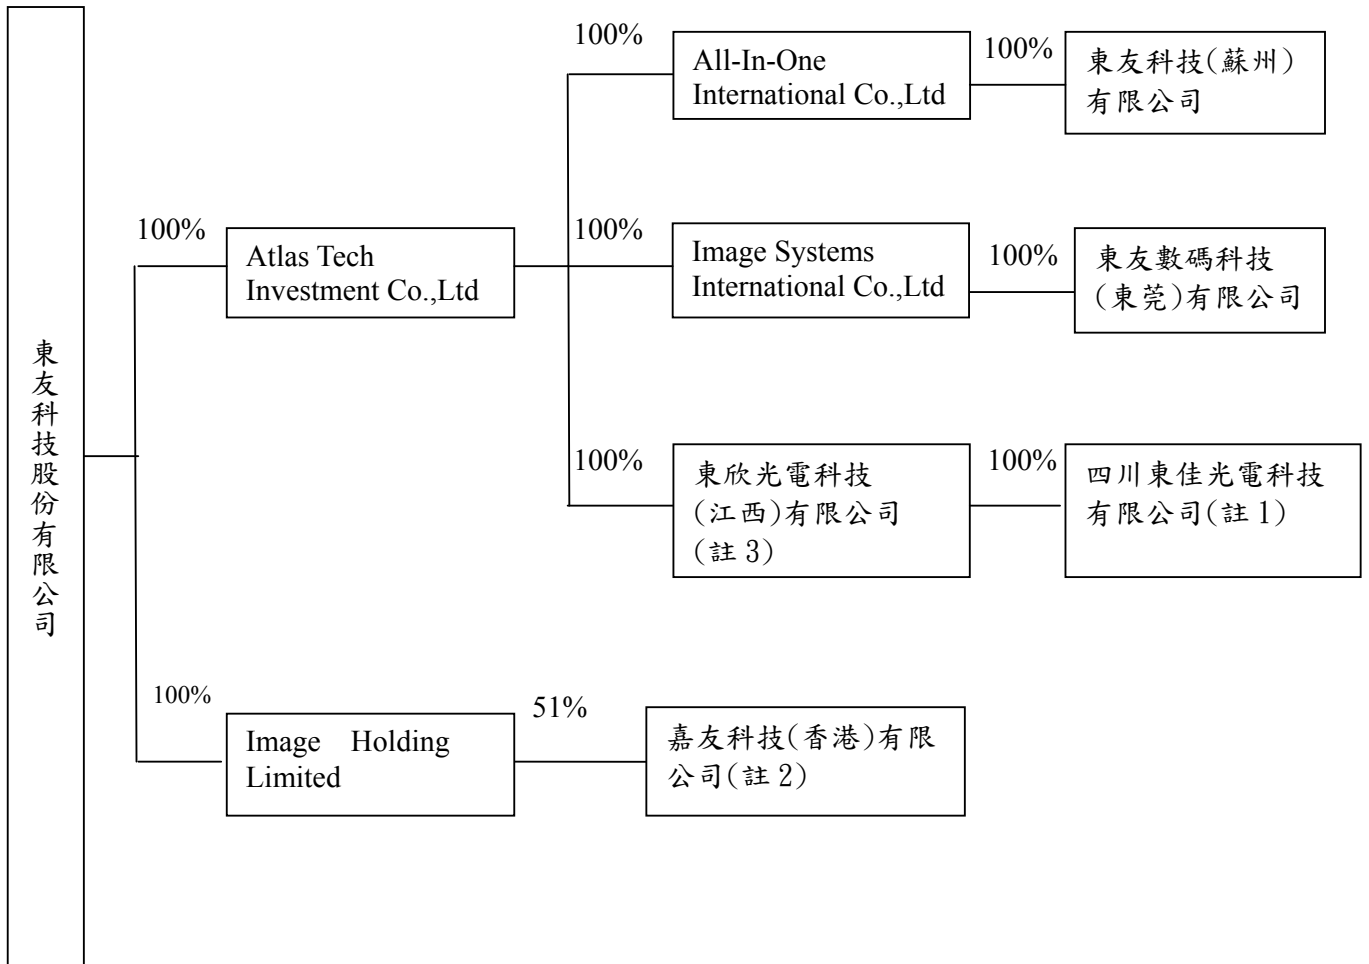 東友科技股份有限公司
100%
Atlas Tech
Investment Co.,Ltd
100%
All-In-One
International Co.,Ltd
100%
東友科技(蘇州)
有限公司
100%
Image Systems
International Co.,Ltd
100%
東友數碼科技
(東莞)有限公司
100%
東欣光電科技
(江西)有限公司
(註 3)
100%
四川東佳光電科技
有限公司(註 1)
100%
Image Holding
Limited
51%
嘉友科技(香港)有限
公司(註 2)